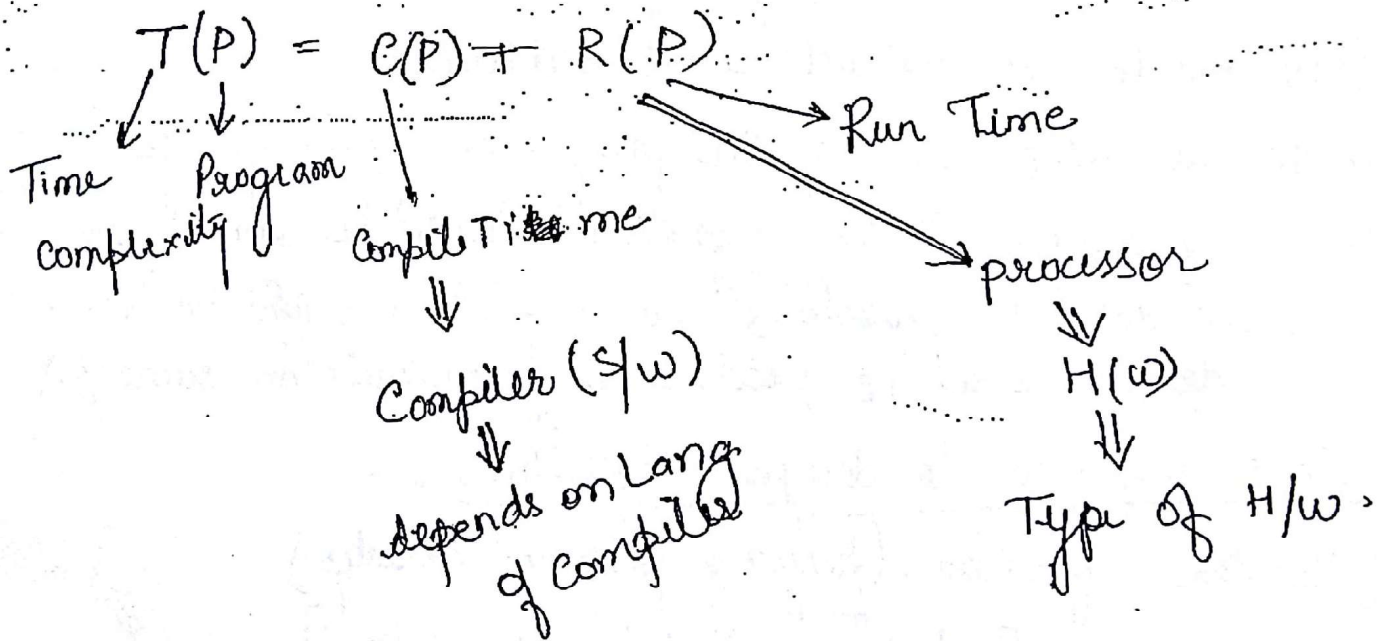 T(P) = C(P) + R(P)
Time complexity
Program
Compile Time
Compiler (S/W)
depends on Lang
of Compiler
Run Time
processor
H(W)
Type of H/W.